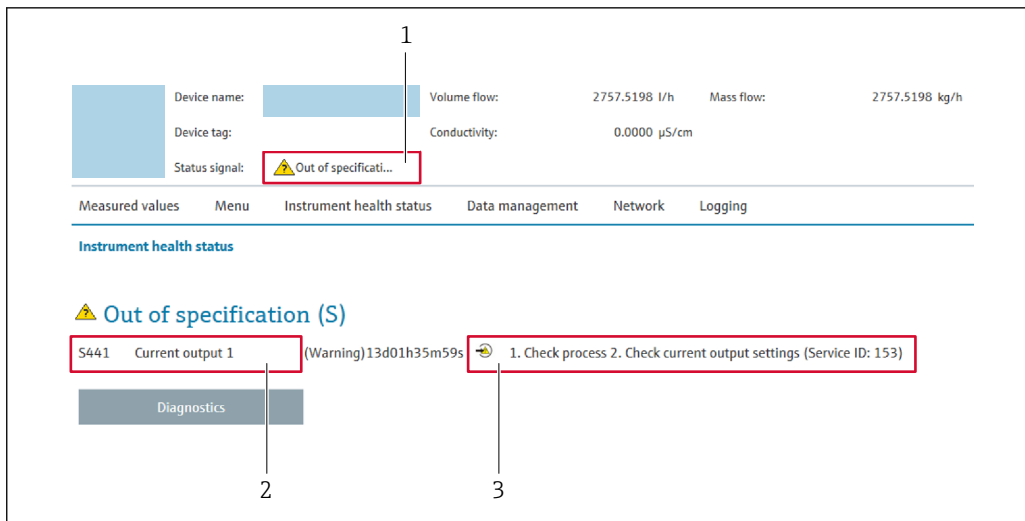 1
Device name: Volume flow: 2757.5198 l/h Mass flow: 2757.5198 kg/h
Device tag: Conductivity: 0.0000 µS/cm
Status signal: Out of specificati...
Measured values Menu Instrument health status Data management Network Logging
Instrument health status
Out of specification (S)
S441 Current output 1 (Warning)13d01h35m59s 1. Check process 2. Check current output settings (Service ID: 153)
Diagnostics
2 3